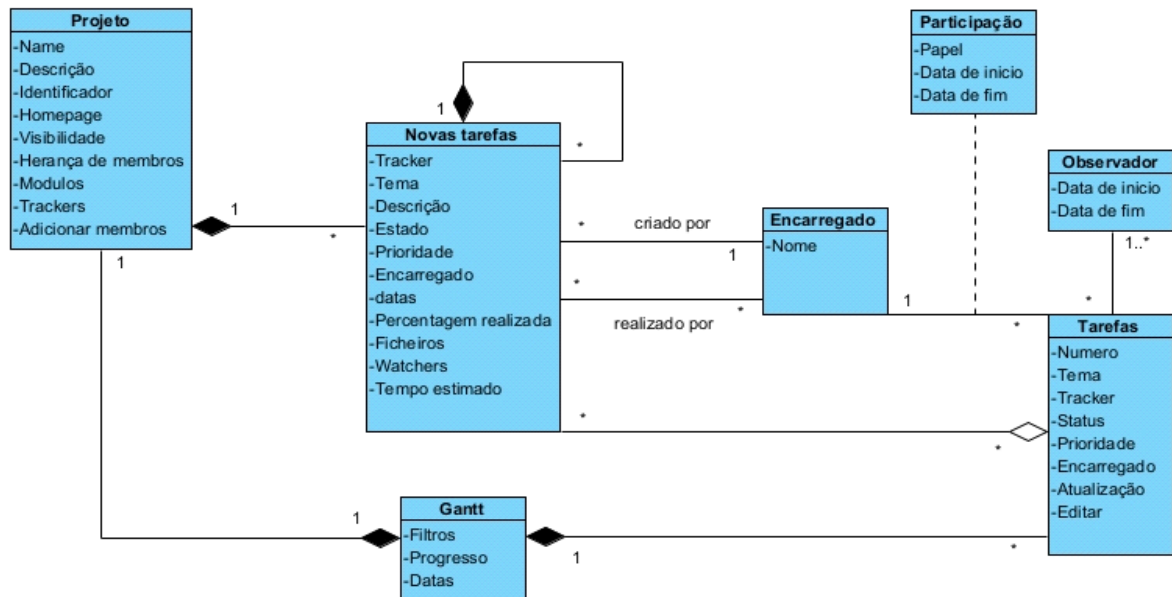 Projeto
-Name
-Descrição
-Identificador
-Homepage
-Visibilidade
-Herança de membros
-Modulos
-Trackers
-Adicionar membros
1
*
1
1
*
Novas tarefas
-Tracker
-Tema
-Descrição
-Estado
-Prioridade
-Encarregado
-datas
-Percentagem realizada
-Ficheiros
-Watchers
-Tempo estimado
*
criado por
1
*
realizado por
*
Encarregado
-Nome
1
*
Participação
-Papel
-Data de inicio
-Data de fim
Observador
-Data de inicio
-Data de fim
1..*
*
Tarefas
-Numero
-Tema
-Tracker
-Status
-Prioridade
-Encarregado
-Atualização
-Editar
*
*
1
Gantt
-Filtros
-Progresso
-Datas
1
*